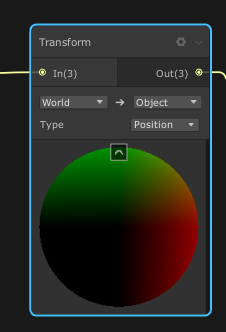 Transform
In(3) Out(3)
World → Object
Type Position